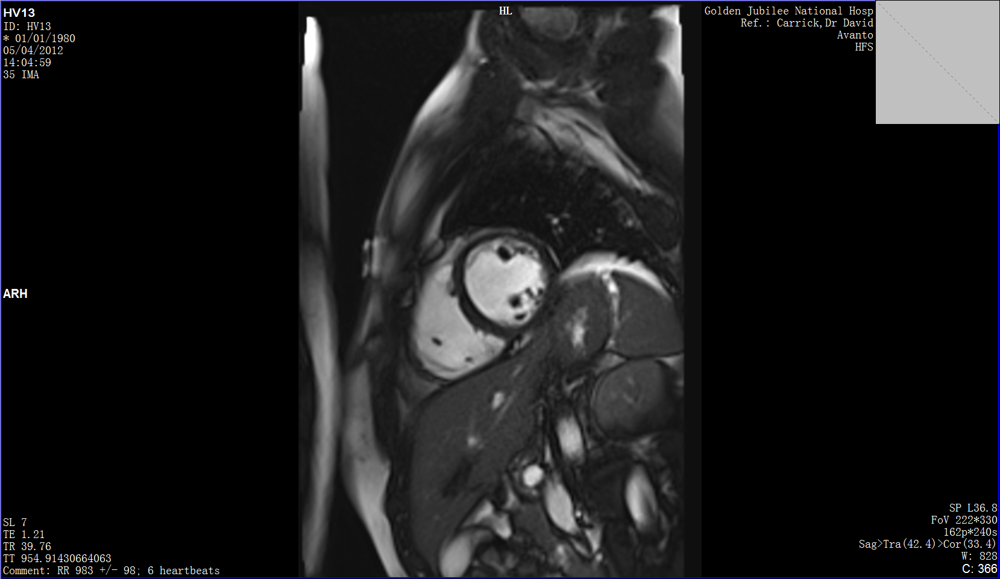 HV13
ID: HV13
* 01/01/1980
05/04/2012
14:04:59
35 IMA
HL
Golden Jubilee National Hosp
Ref.: Carrick,Dr David
Avanto
HFS
ARH
SL 7
TE 1.21
TR 39.76
TT 954.91430664063
Comment: RR 983 +/- 98; 6 heartbeats
SP L36.8
FoV 222*330
162p*240s
Sag>Tra(42.4)>Cor(33.4)
W: 828
C: 366